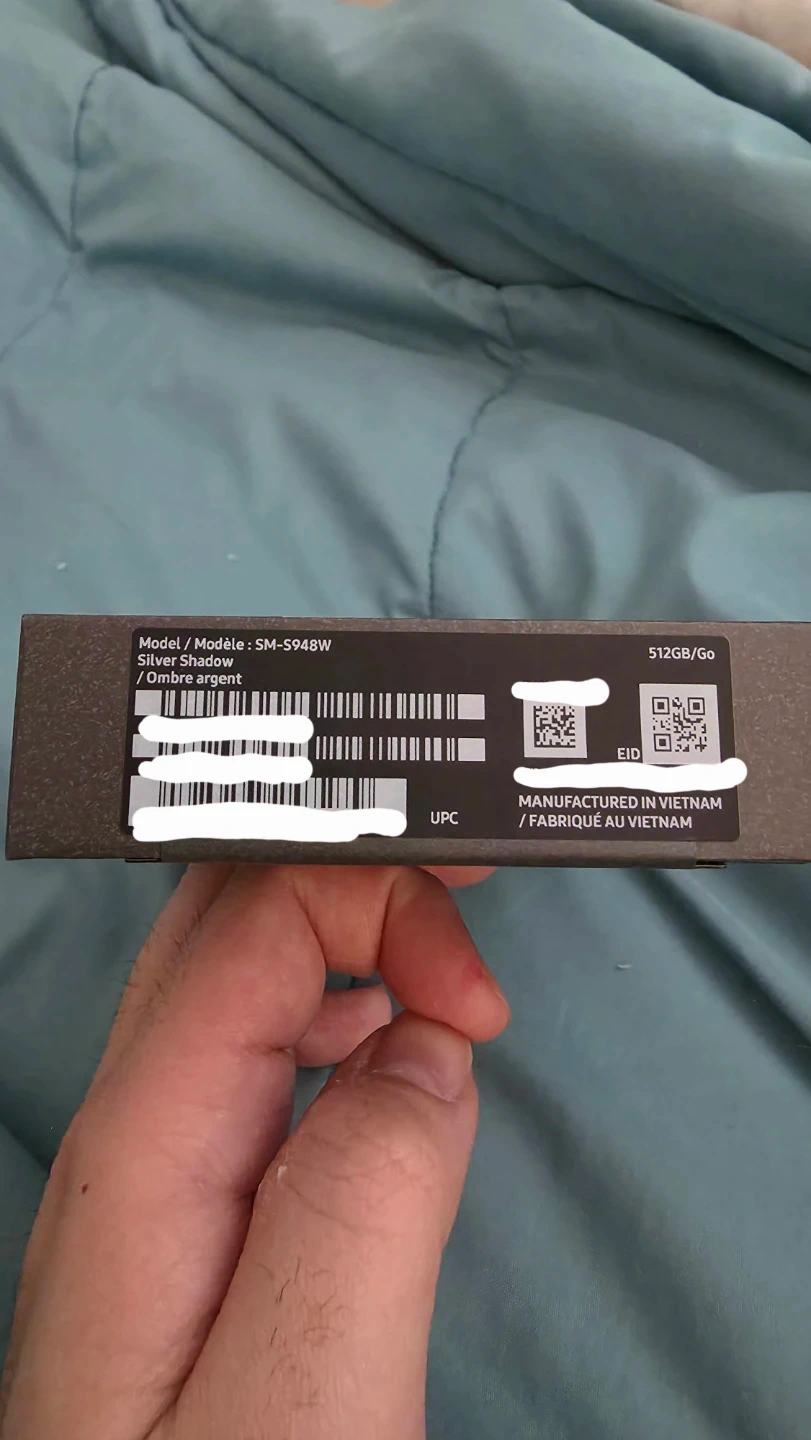 Model / Modèle : SM-S948W
Silver Shadow
/ Ombre argent
512GB/Go
EID
UPC
MANUFACTURED IN VIETNAM
/ FABRIQUÉ AU VIETNAM